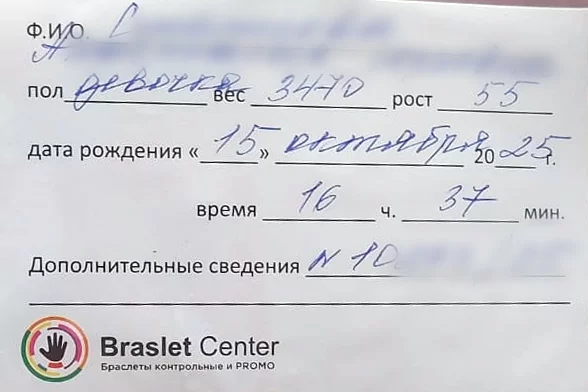 Ф.И.О.
пол девочка вес 3470 рост 55
дата рождения «15» октября 2025 г.
время 16 ч. 37 мин.
Дополнительные сведения N 10
Braslet Center
Браслеты контрольные и PROMO